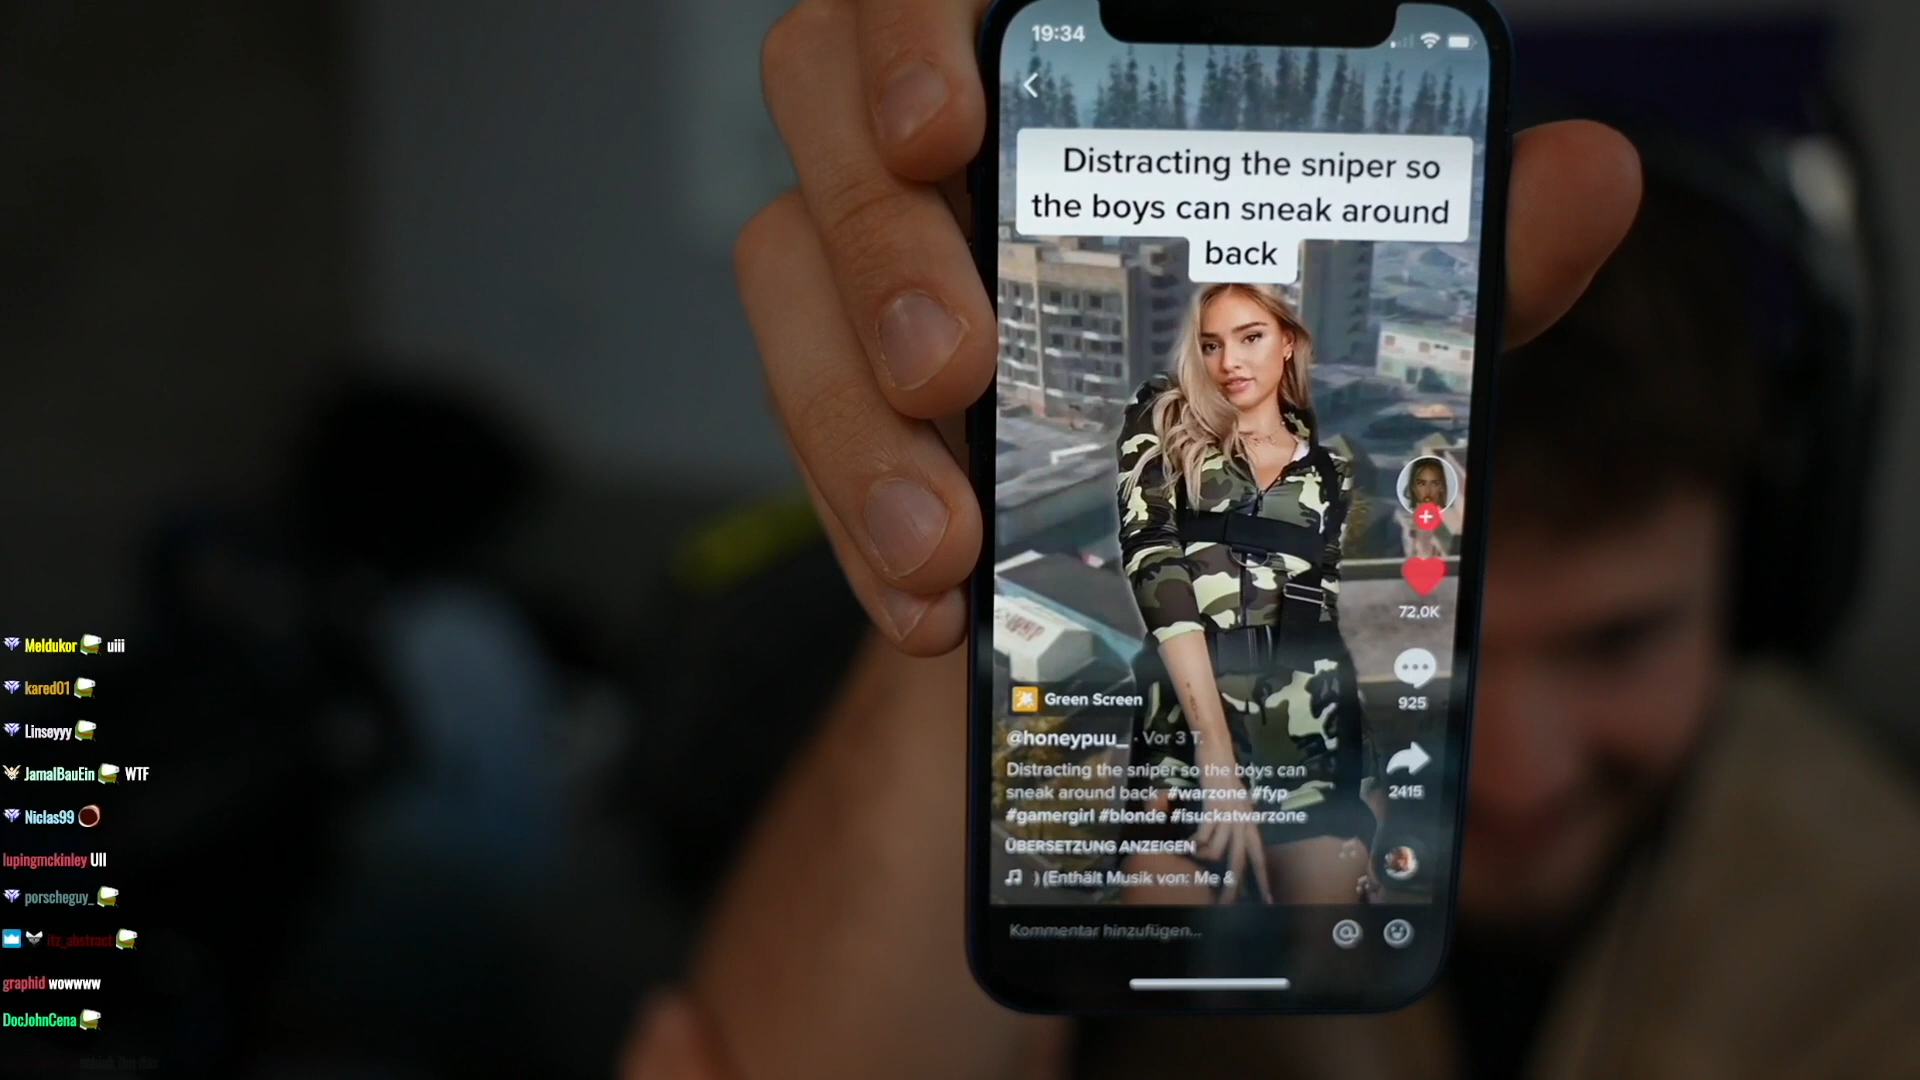 19:34
Distracting the sniper so
the boys can sneak around
back
72,0K
925
2415
Green Screen
@honeypuu_ · Vor 3 T.
Distracting the sniper so the boys can
sneak around back #warzone #fyp
#gamergirl #blonde #isuckatwarzone
ÜBERSETZUNG ANZEIGEN
) (Enthält Musik von: Me &
Kommentar hinzufügen...
Meldukor uiii
kared01
Linseyyy
JamalBauEin WTF
Niclas99
lupingmckinley UII
porscheguy_
itz_abstract
graphid wowwww
DocJohnCena